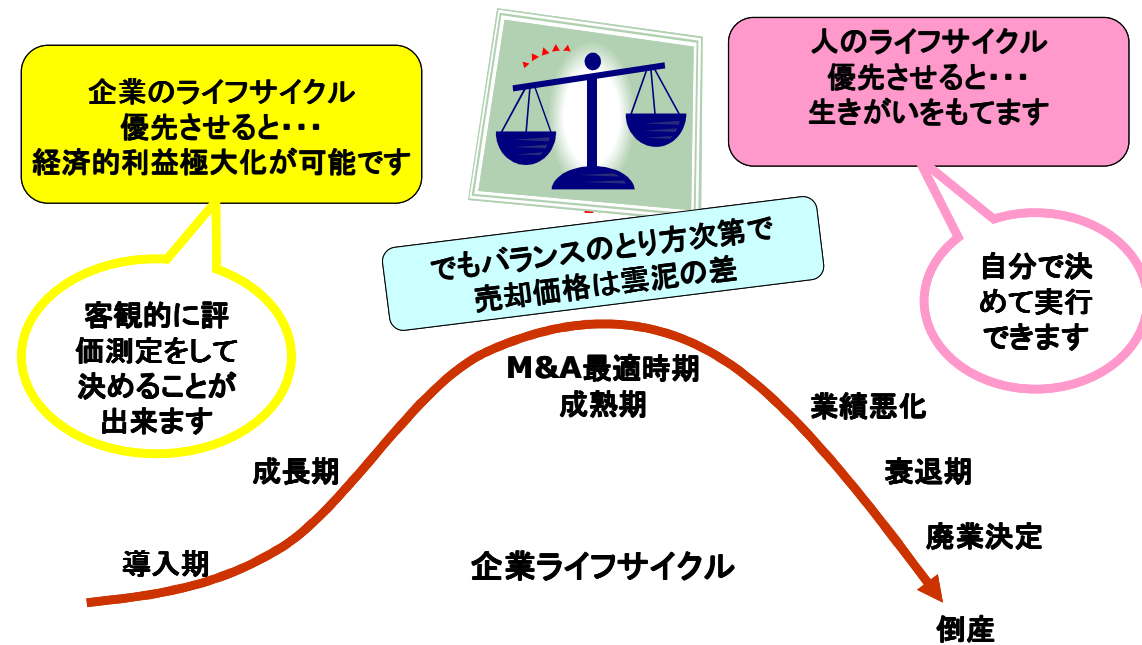 企業のライフサイクル
優先させると・・・
経済的利益極大化が可能です
人のライフサイクル
優先させると・・・
生きがいをもてます
でもバランスのとり方次第で
売却価格は雲泥の差
客観的に評
価測定をして
決めることが
出来ます
自分で決
めて実行
できます
M&A最適時期
成熟期
業績悪化
成長期
衰退期
廃業決定
導入期
企業ライフサイクル
倒産